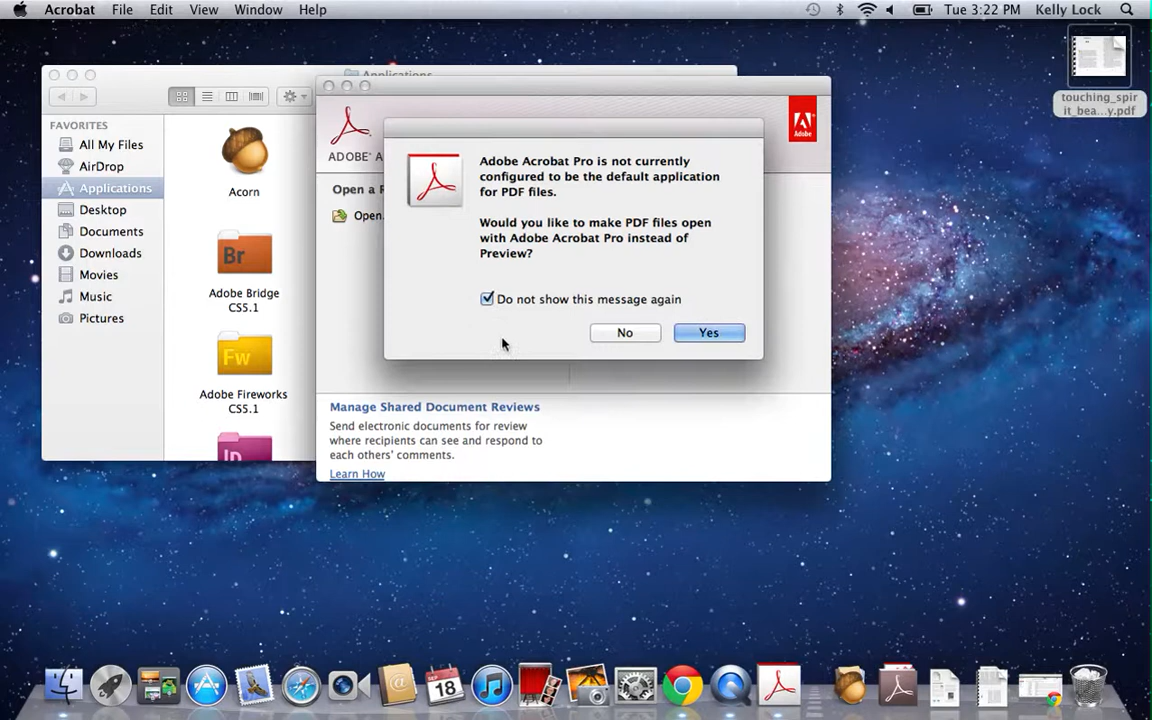 Acrobat File Edit View Window Help
Tue 3:22 PM Kelly Lock
touching_spir
it_bea...y.pdf
Applications
FAVORITES
All My Files
AirDrop
Applications
Desktop
Documents
Downloads
Movies
Music
Pictures
Acorn
Br
Adobe Bridge
CS5.1
Fw
Adobe Fireworks
CS5.1
ADOBE® A
Adobe
Open a R
Open.
Adobe Acrobat Pro is not currently
configured to be the default application
for PDF files.
Would you like to make PDF files open
with Adobe Acrobat Pro instead of
Preview?
Do not show this message again
No
Yes
Manage Shared Document Reviews
Send electronic documents for review
where recipients can see and respond to
each others' comments.
Learn How
18